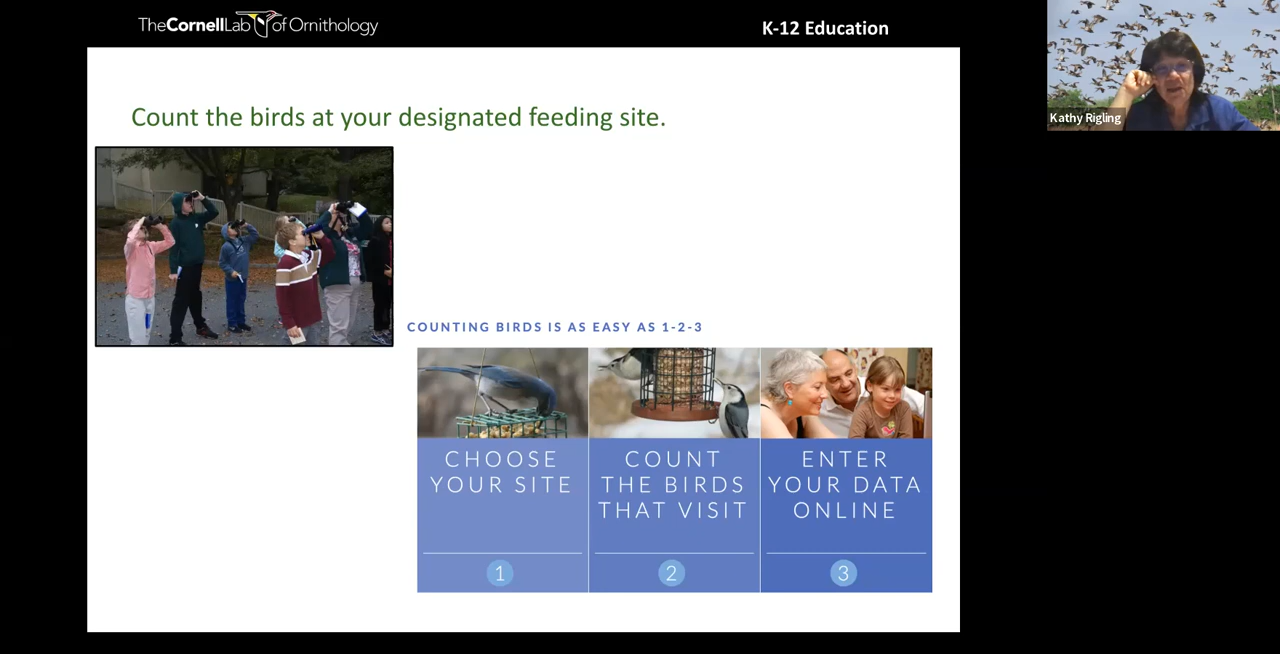 TheCornellLab of Ornithology
K-12 Education
Kathy Rigling
Count the birds at your designated feeding site.
COUNTING BIRDS IS AS EASY AS 1-2-3
CHOOSE
YOUR SITE
1
COUNT
THE BIRDS
THAT VISIT
2
ENTER
YOUR DATA
ONLINE
3